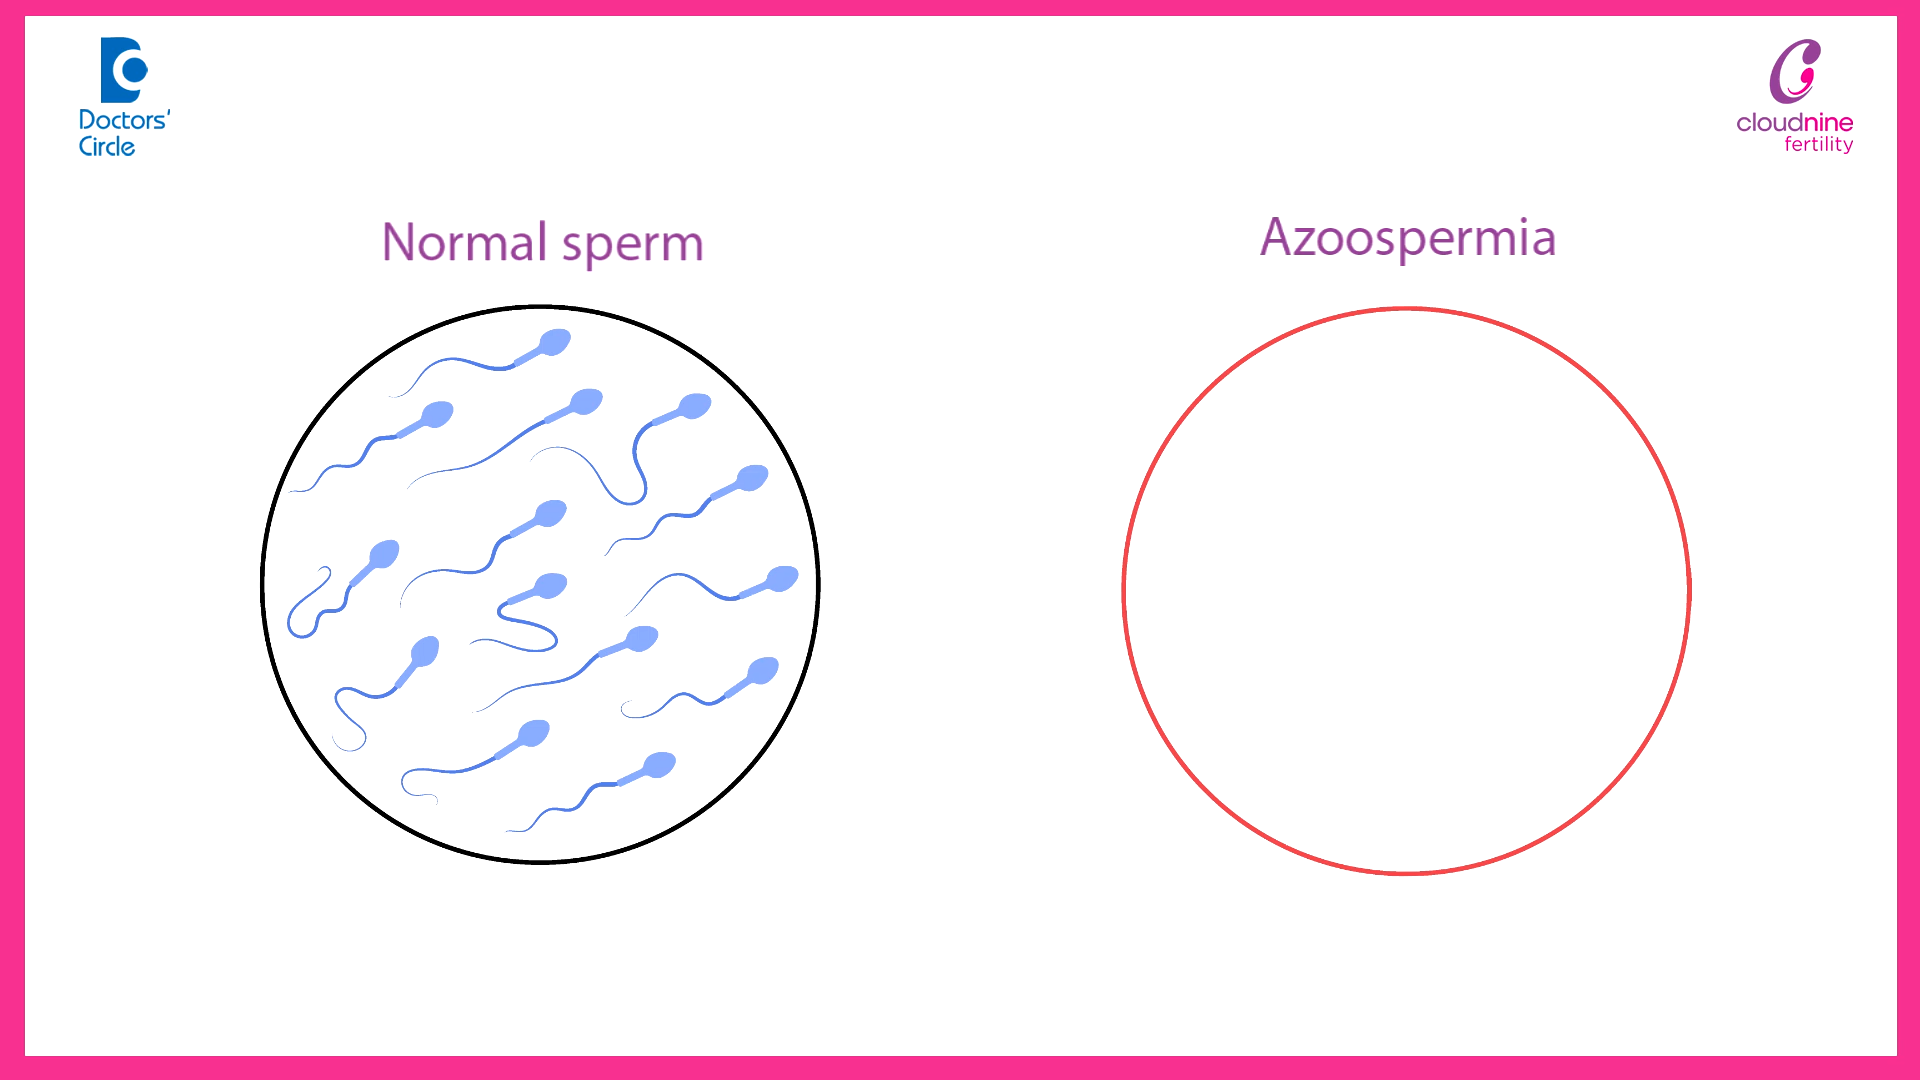 Doctors'
Circle
cloudnine
fertility
Normal sperm
Azoospermia